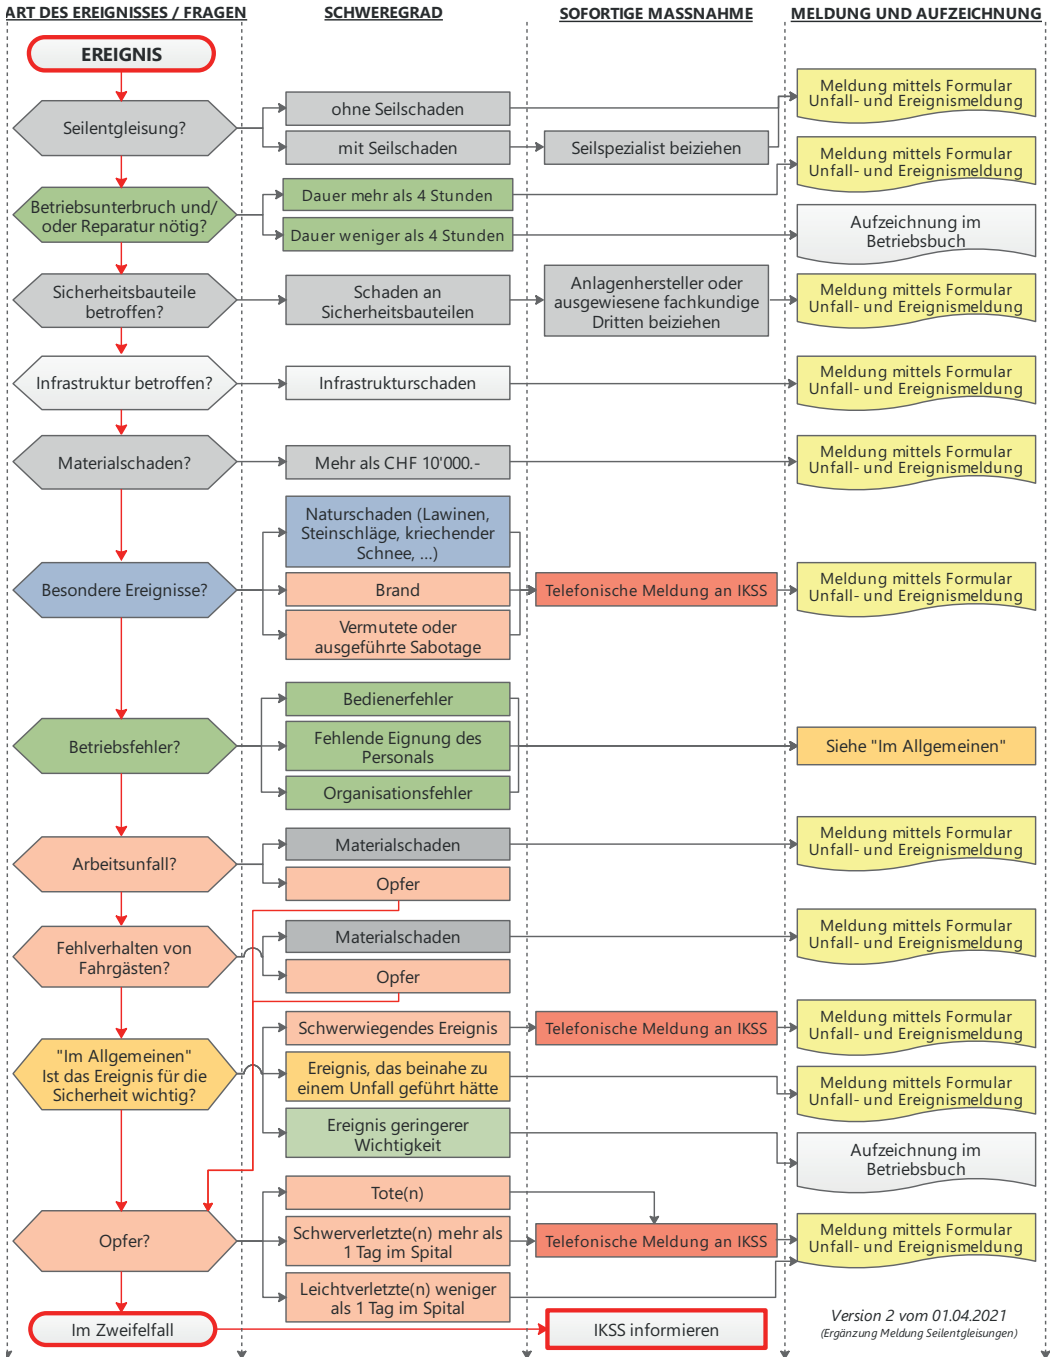 ART DES EREIGNISSES / FRAGEN
SCHWEREGRAD
SOFORTIGE MASSNAHME
MELDUNG UND AUFZEICHNUNG
EREIGNIS
Seilentgleisung?
ohne Seilschaden
Meldung mittels Formular
Unfall- und Ereignismeldung
mit Seilschaden
Seilspezialist beiziehen
Betriebsunterbruch und/
oder Reparatur nötig?
Dauer mehr als 4 Stunden
Meldung mittels Formular
Unfall- und Ereignismeldung
Dauer weniger als 4 Stunden
Aufzeichnung im
Betriebsbuch
Sicherheitsbauteile
betroffen?
Schaden an
Sicherheitsbauteilen
Anlagenhersteller oder
ausgewiesene fachkundige
Dritten beiziehen
Meldung mittels Formular
Unfall- und Ereignismeldung
Infrastruktur betroffen?
Infrastrukturschaden
Meldung mittels Formular
Unfall- und Ereignismeldung
Materialschaden?
Mehr als CHF 10'000.-
Meldung mittels Formular
Unfall- und Ereignismeldung
Besondere Ereignisse?
Naturschaden (Lawinen,
Steinschläge, kriechender
Schnee, ...)
Brand
Vermutete oder
ausgeführte Sabotage
Telefonische Meldung an IKSS
Meldung mittels Formular
Unfall- und Ereignismeldung
Betriebsfehler?
Bedienerfehler
Fehlende Eignung des
Personals
Organisationsfehler
Siehe "Im Allgemeinen"
Arbeitsunfall?
Materialschaden
Opfer
Meldung mittels Formular
Unfall- und Ereignismeldung
Fehlverhalten von
Fahrgästen?
Materialschaden
Opfer
Meldung mittels Formular
Unfall- und Ereignismeldung
"Im Allgemeinen"
Ist das Ereignis für die
Sicherheit wichtig?
Schwerwiegendes Ereignis
Telefonische Meldung an IKSS
Meldung mittels Formular
Unfall- und Ereignismeldung
Ereignis, das beinahe zu
einem Unfall geführt hätte
Meldung mittels Formular
Unfall- und Ereignismeldung
Ereignis geringerer
Wichtigkeit
Aufzeichnung im
Betriebsbuch
Opfer?
Tote(n)
Schwerverletzte(n) mehr als
1 Tag im Spital
Telefonische Meldung an IKSS
Meldung mittels Formular
Unfall- und Ereignismeldung
Leichtverletzte(n) weniger
als 1 Tag im Spital
Im Zweifelfall
IKSS informieren
Version 2 vom 01.04.2021
(Ergänzung Meldung Seilentgleisungen)